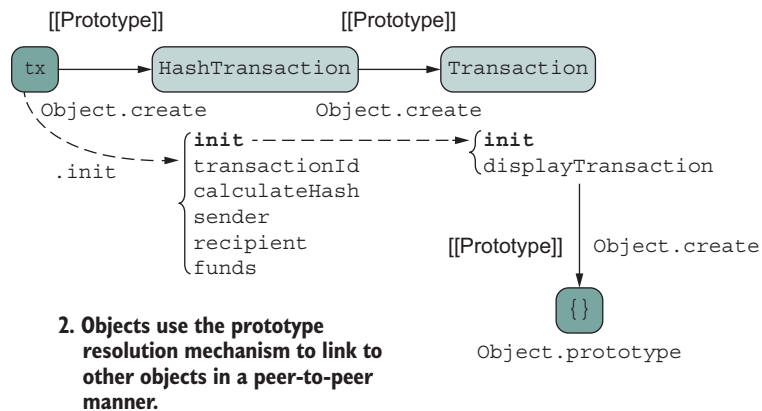 [[Prototype]] [[Prototype]]
tx HashTransaction Transaction
Object.create Object.create
init init
.init transactionId displayTransaction
calculateHash
sender
recipient
funds
[[Prototype]] Object.create
{}
Object.prototype
2. Objects use the prototype
resolution mechanism to link to
other objects in a peer-to-peer
manner.